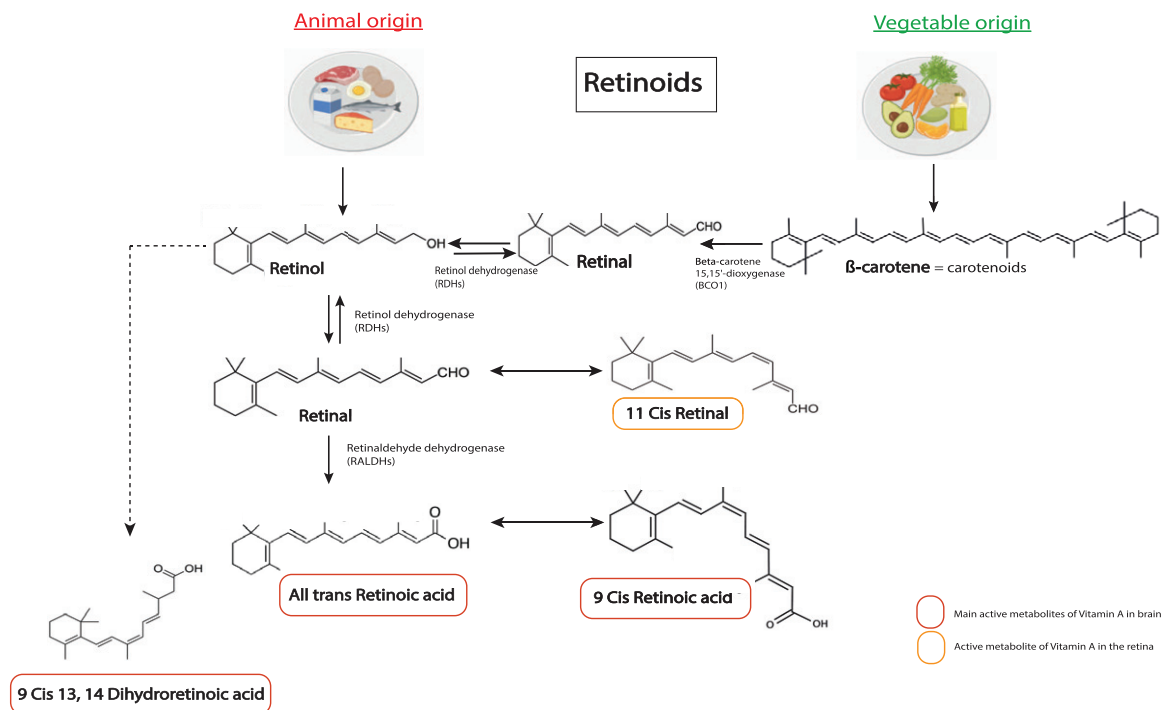 Animal origin
Vegetable origin
Retinoids
OH
Retinol
Retinol dehydrogenase
(RDHs)
CHO
Retinal
Beta-carotene
15,15'-dioxygenase
(BCO1)
ß-carotene = carotenoids
Retinol dehydrogenase
(RDHs)
CHO
Retinal
CHO
11 Cis Retinal
Retinaldehyde dehydrogenase
(RALDHs)
O
OH
All trans Retinoic acid
O
OH
9 Cis Retinoic acid
O
OH
9 Cis 13, 14 Dihydroretinoic acid
Main active metabolites of Vitamin A in brain
Active metabolite of Vitamin A in the retina